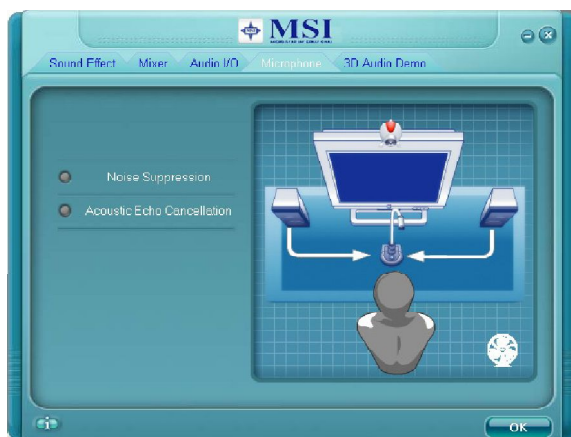 MSI
Sound Effect Mixer Audio I/O Microphone 3D Audio Demo
Noise Suppression
Acoustic Echo Cancellation
i
OK